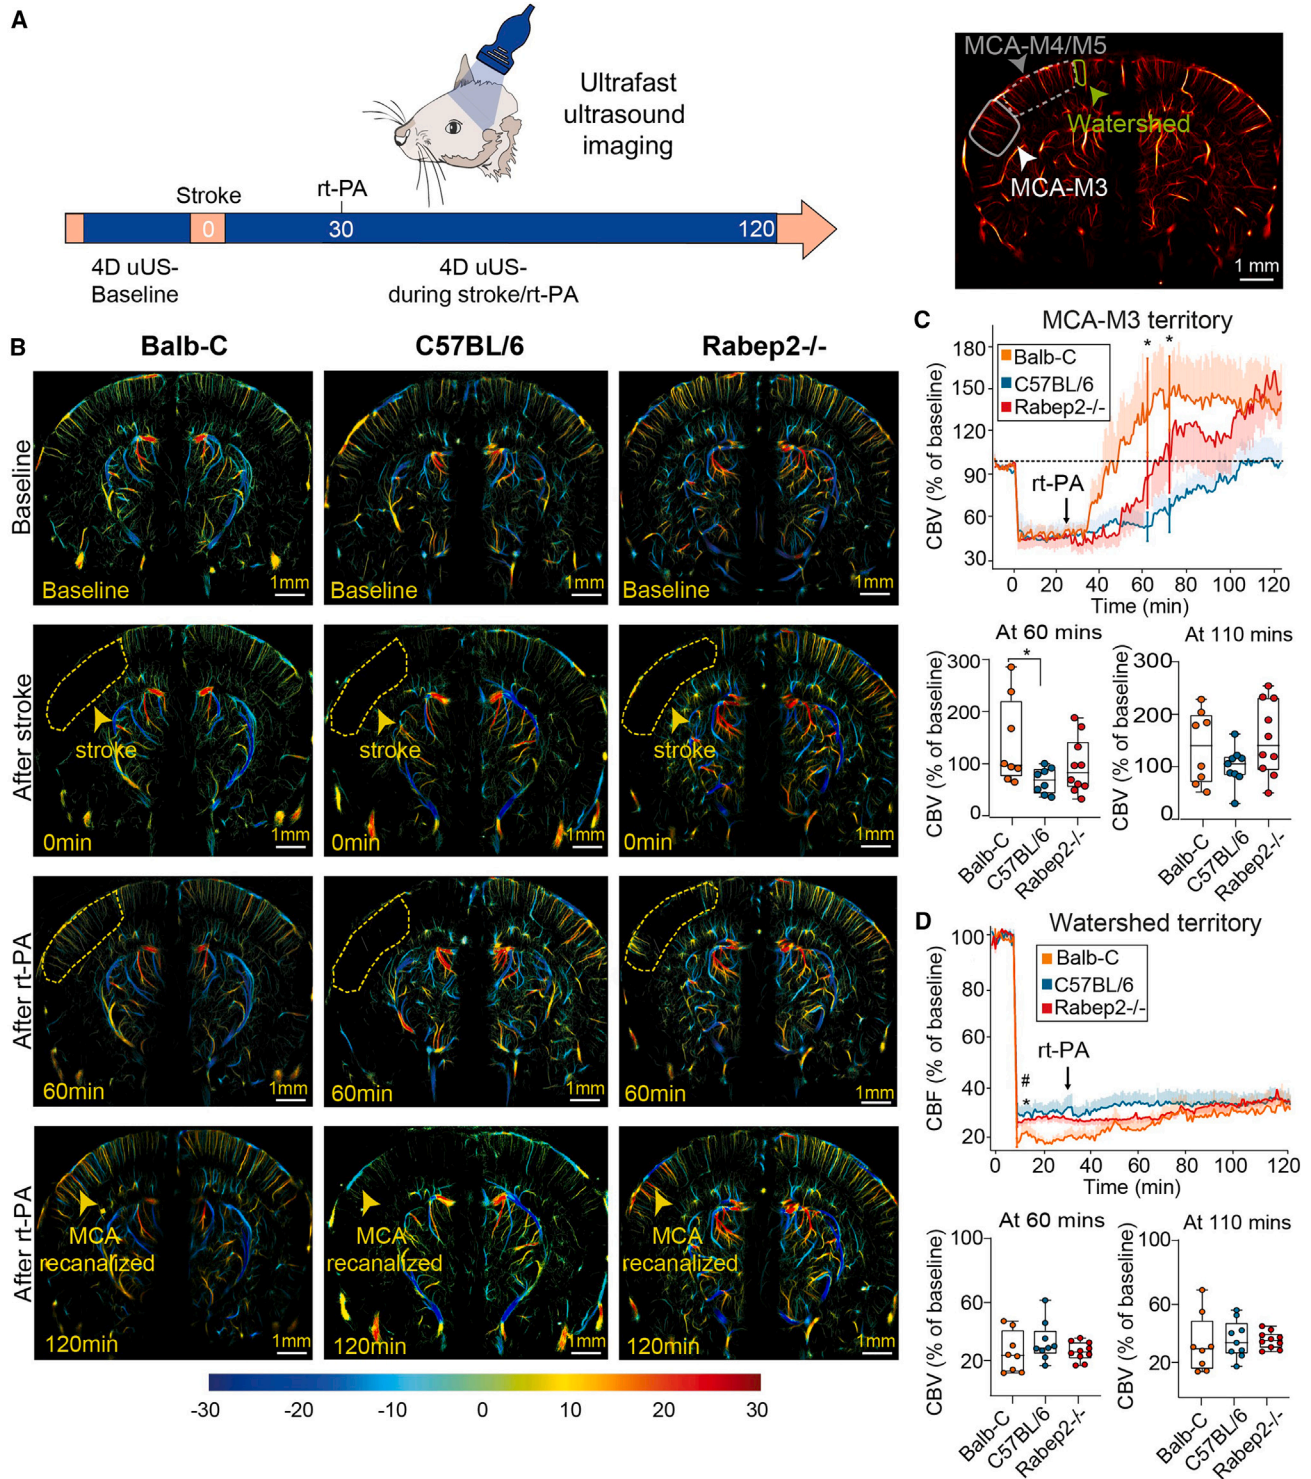 A
Ultrafast
ultrasound
imaging
Stroke
rt-PA
0
30
120
4D uUS-
Baseline
4D uUS-
during stroke/rt-PA
MCA-M4/M5
Watershed
MCA-M3
1 mm
B
Balb-C
C57BL/6
Rabep2-/-
Baseline
Baseline
1mm
Baseline
1mm
Baseline
1mm
After stroke
stroke
0min
1mm
stroke
0min
1mm
stroke
0min
1mm
After rt-PA
60min
1mm
60min
1mm
60min
1mm
After rt-PA
MCA
recanalized
120min
1mm
MCA
recanalized
120min
1mm
MCA
recanalized
120min
1mm
-30
-20
-10
0
10
20
30
C
MCA-M3 territory
* *
Balb-C
C57BL/6
Rabep2-/-
rt-PA
CBV (% of baseline)
180
150
120
90
60
30
0 20 40 60 80 100 120
Time (min)
At 60 mins
*
CBV (% of baseline)
300
200
100
0
Balb-C
C57BL/6
Rabep2-/-
At 110 mins
CBV (% of baseline)
300
200
100
0
Balb-C
C57BL/6
Rabep2-/-
D
Watershed territory
Balb-C
C57BL/6
Rabep2-/-
rt-PA
#
*
CBF (% of baseline)
100
80
60
40
20
0 20 40 60 80 100 120
Time (min)
At 60 mins
CBV (% of baseline)
100
60
20
Balb-C
C57BL/6
Rabep2-/-
At 110 mins
CBV (% of baseline)
100
60
20
Balb-C
C57BL/6
Rabep2-/-